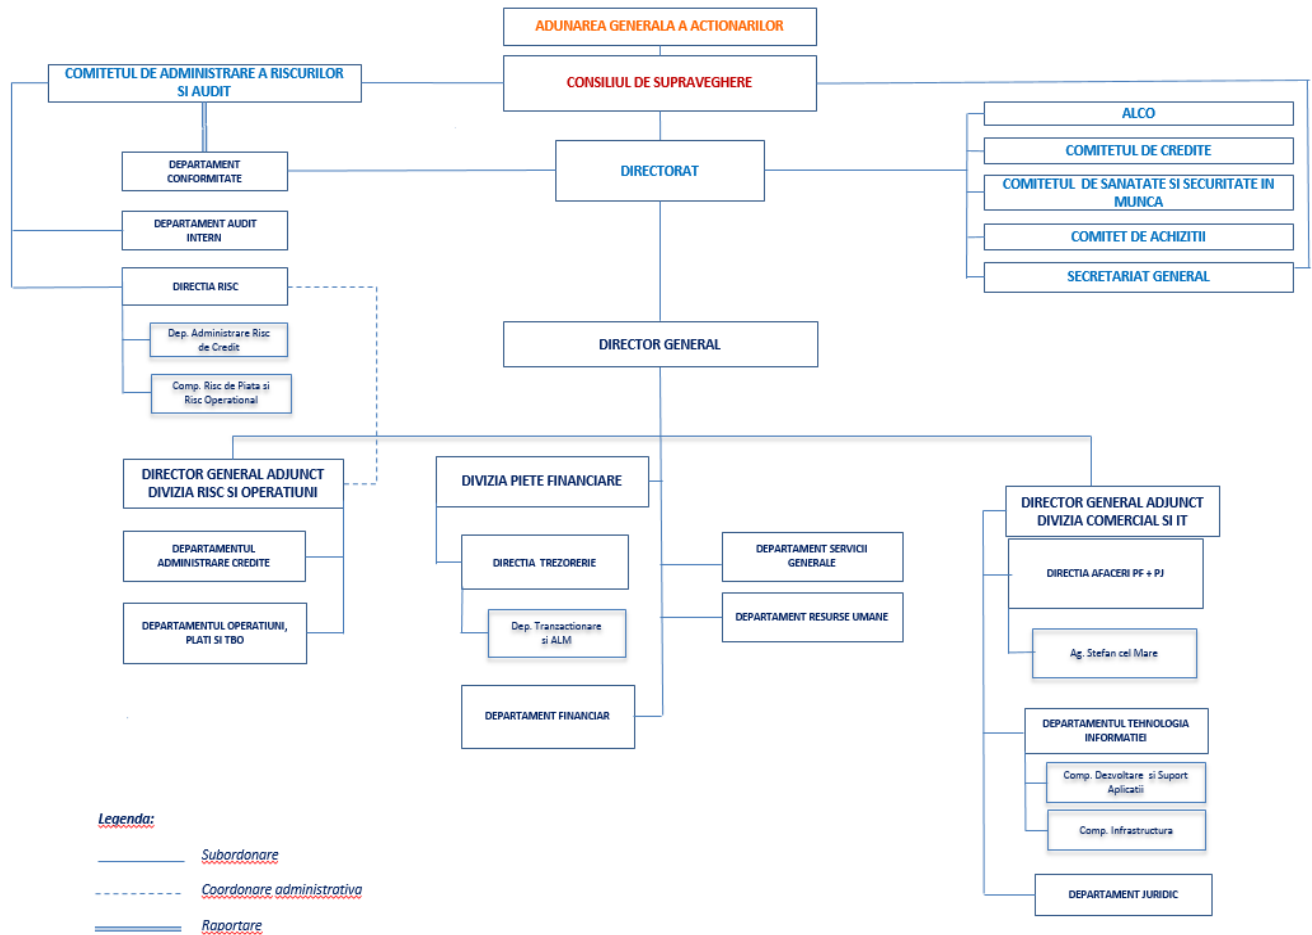 ADUNAREA GENERALA A ACTIONARILOR
COMITETUL DE ADMINISTRARE A RISCURILOR
SI AUDIT
CONSILIUL DE SUPRAVEGHERE
ALCO
COMITETUL DE CREDITE
COMITETUL DE SANATATE SI SECURITATE IN
MUNCA
COMITET DE ACHIZITII
SECRETARIAT GENERAL
DEPARTAMENT
CONFORMITATE
DIRECTORAT
DEPARTAMENT AUDIT
INTERN
DIRECTIA RISC
Dep. Administrare Risc
de Credit
Comp. Risc de Piata si
Risc Operational
DIRECTOR GENERAL
DIRECTOR GENERAL ADJUNCT
DIVIZIA RISC SI OPERATIUNI
DEPARTAMENTUL
ADMINISTRARE CREDITE
DEPARTAMENTUL OPERATIUNI,
PLATI SI TBO
DIVIZIA PIETE FINANCIARE
DIRECTIA TREZORERIE
Dep. Tranzactionare
si ALM
DEPARTAMENT FINANCIAR
DEPARTAMENT SERVICII
GENERALE
DEPARTAMENT RESURSE UMANE
DIRECTOR GENERAL ADJUNCT
DIVIZIA COMERCIAL SI IT
DIRECTIA AFACERI PF + PJ
Ag. Stefan cel Mare
DEPARTAMENTUL TEHNOLOGIA
INFORMATIEI
Comp. Dezvoltare si Suport
Aplicatii
Comp. Infrastructura
DEPARTAMENT JURIDIC
Legenda:
Subordonare
Coordonare administrativa
Raportare